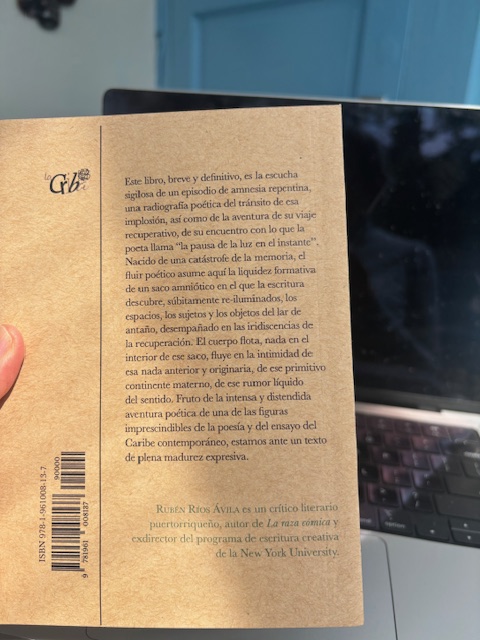 Este libro, breve y definitivo, es la escucha
sigilosa de un episodio de amnesia repentina,
una radiografía poética del tránsito de esa
implosión, así como de la aventura de su viaje
recuperativo, de su encuentro con lo que la
poeta llama “la pausa de la luz en el instante”.
Nacido de una catástrofe de la memoria, el
fluir poético asume aquí la liquidez formativa
de un saco amniótico en el que la escritura
descubre, súbitamente re-iluminados, los
espacios, los sujetos y los objetos del lar de
antaño, desempañado en las iridiscencias de
la recuperación. El cuerpo flota, nada en el
interior de ese saco, fluye en la intimidad de
esa nada anterior y originaria, de ese primitivo
continente materno, de ese rumor líquido
del sentido. Fruto de la intensa y distendida
aventura poética de una de las figuras
imprescindibles de la poesía y del ensayo del
Caribe contemporáneo, estamos ante un texto
de plena madurez expresiva.
RUBÉN RÍOS ÁVILA es un crítico literario
puertorriqueño, autor de La raza cómica y
exdirector del programa de escritura creativa
de la New York University.
ISBN 978-1-961008-13-7
90000
9 781961 008137